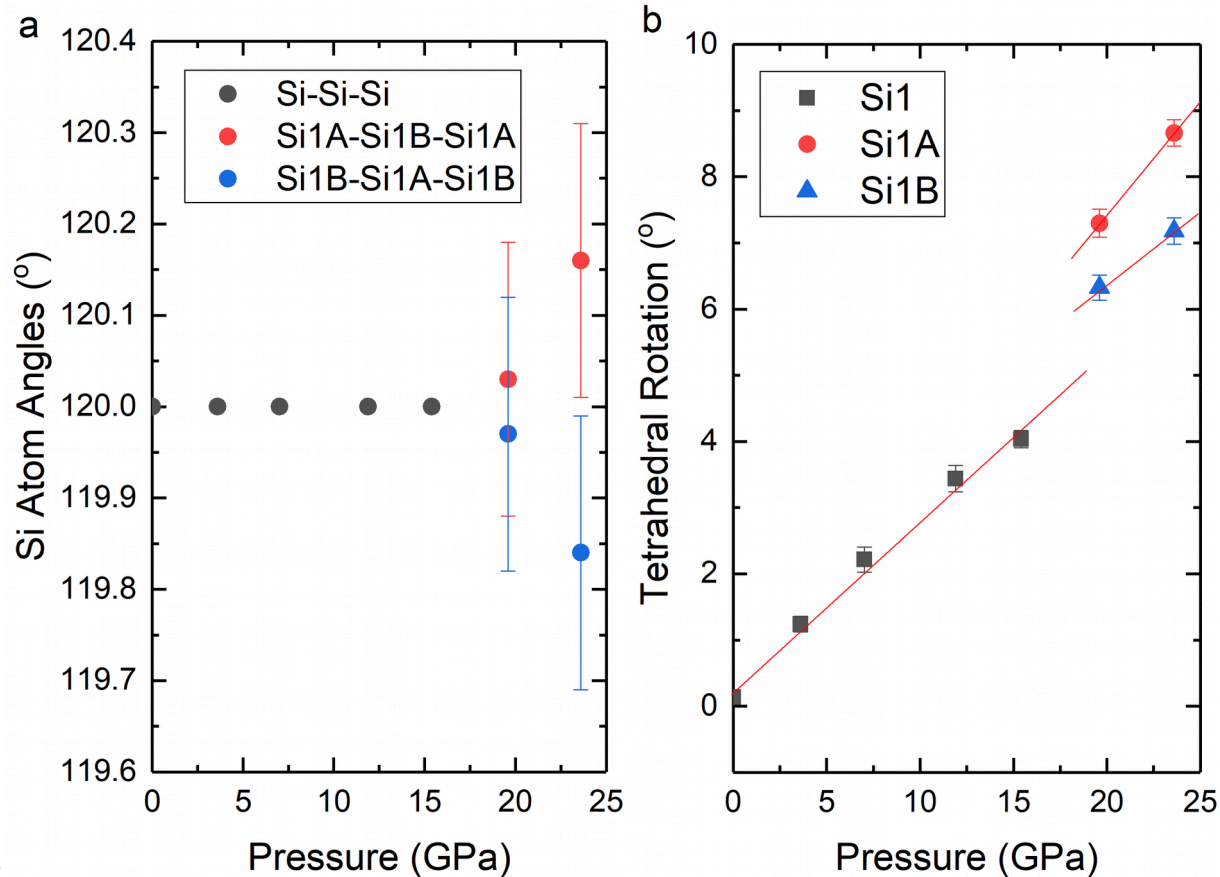 a
120.4
120.3
120.2
120.1
120.0
119.9
119.8
119.7
119.6
Si Atom Angles (º)
Si-Si-Si
Si1A-Si1B-Si1A
Si1B-Si1A-Si1B
0
5
10
15
20
25
Pressure (GPa)
b
10
8
6
4
2
0
Tetrahedral Rotation (º)
Si1
Si1A
Si1B
0
5
10
15
20
25
Pressure (GPa)